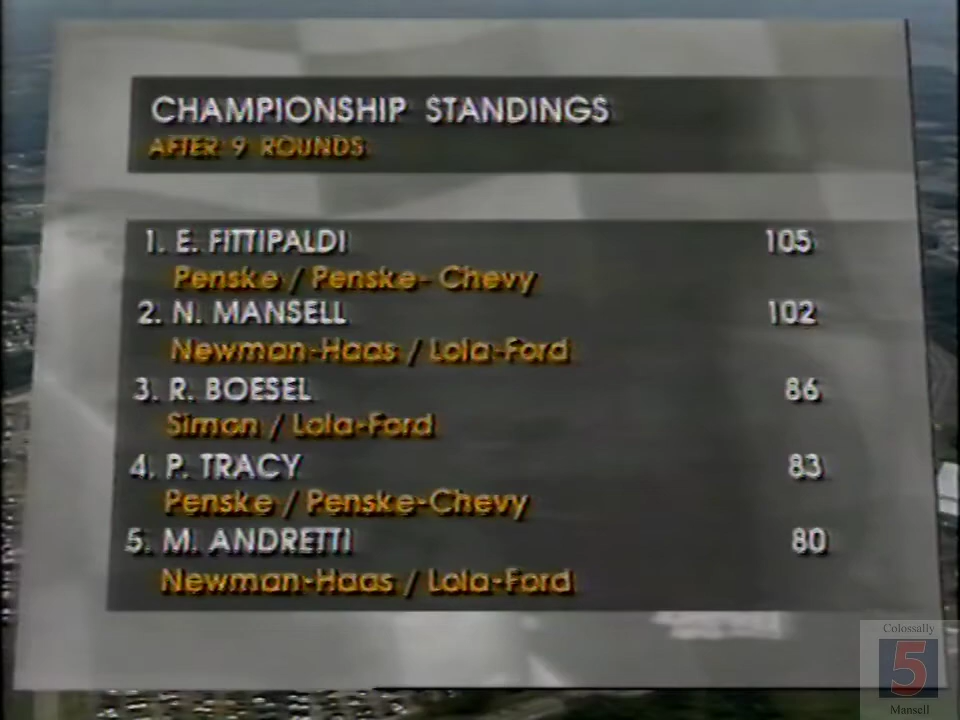 CHAMPIONSHIP STANDINGS
AFTER 9 ROUNDS
1. E. FITTIPALDI 105
Penske / Penske-Chevy
2. N. MANSELL 102
Newman-Haas / Lola-Ford
3. R. BOESEL 86
Simon / Lola-Ford
4. P. TRACY 83
Penske / Penske-Chevy
5. M. ANDRETTI 80
Newman-Haas / Lola-Ford
Colossally
5
Mansell